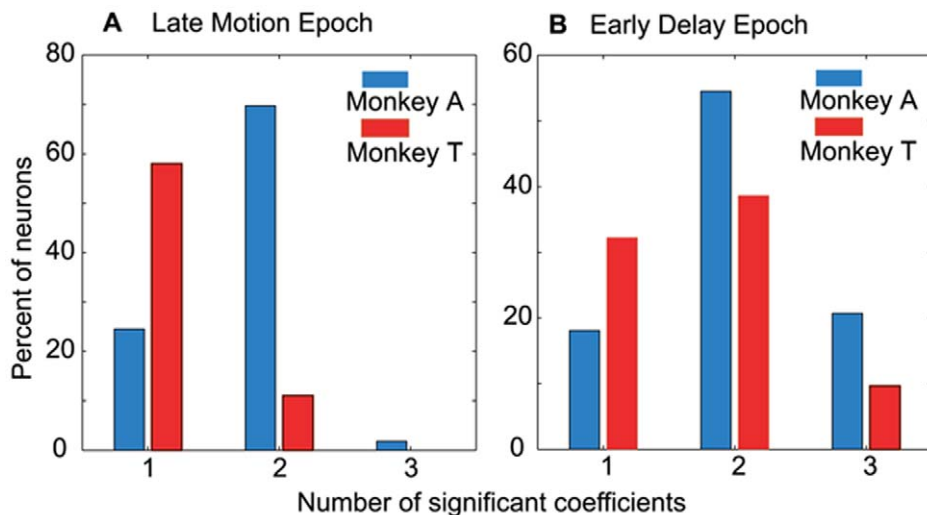 A Late Motion Epoch
80
60
40
20
0
Percent of neurons
Monkey A
Monkey T
1 2 3
B Early Delay Epoch
60
40
20
0
Monkey A
Monkey T
1 2 3
Number of significant coefficients